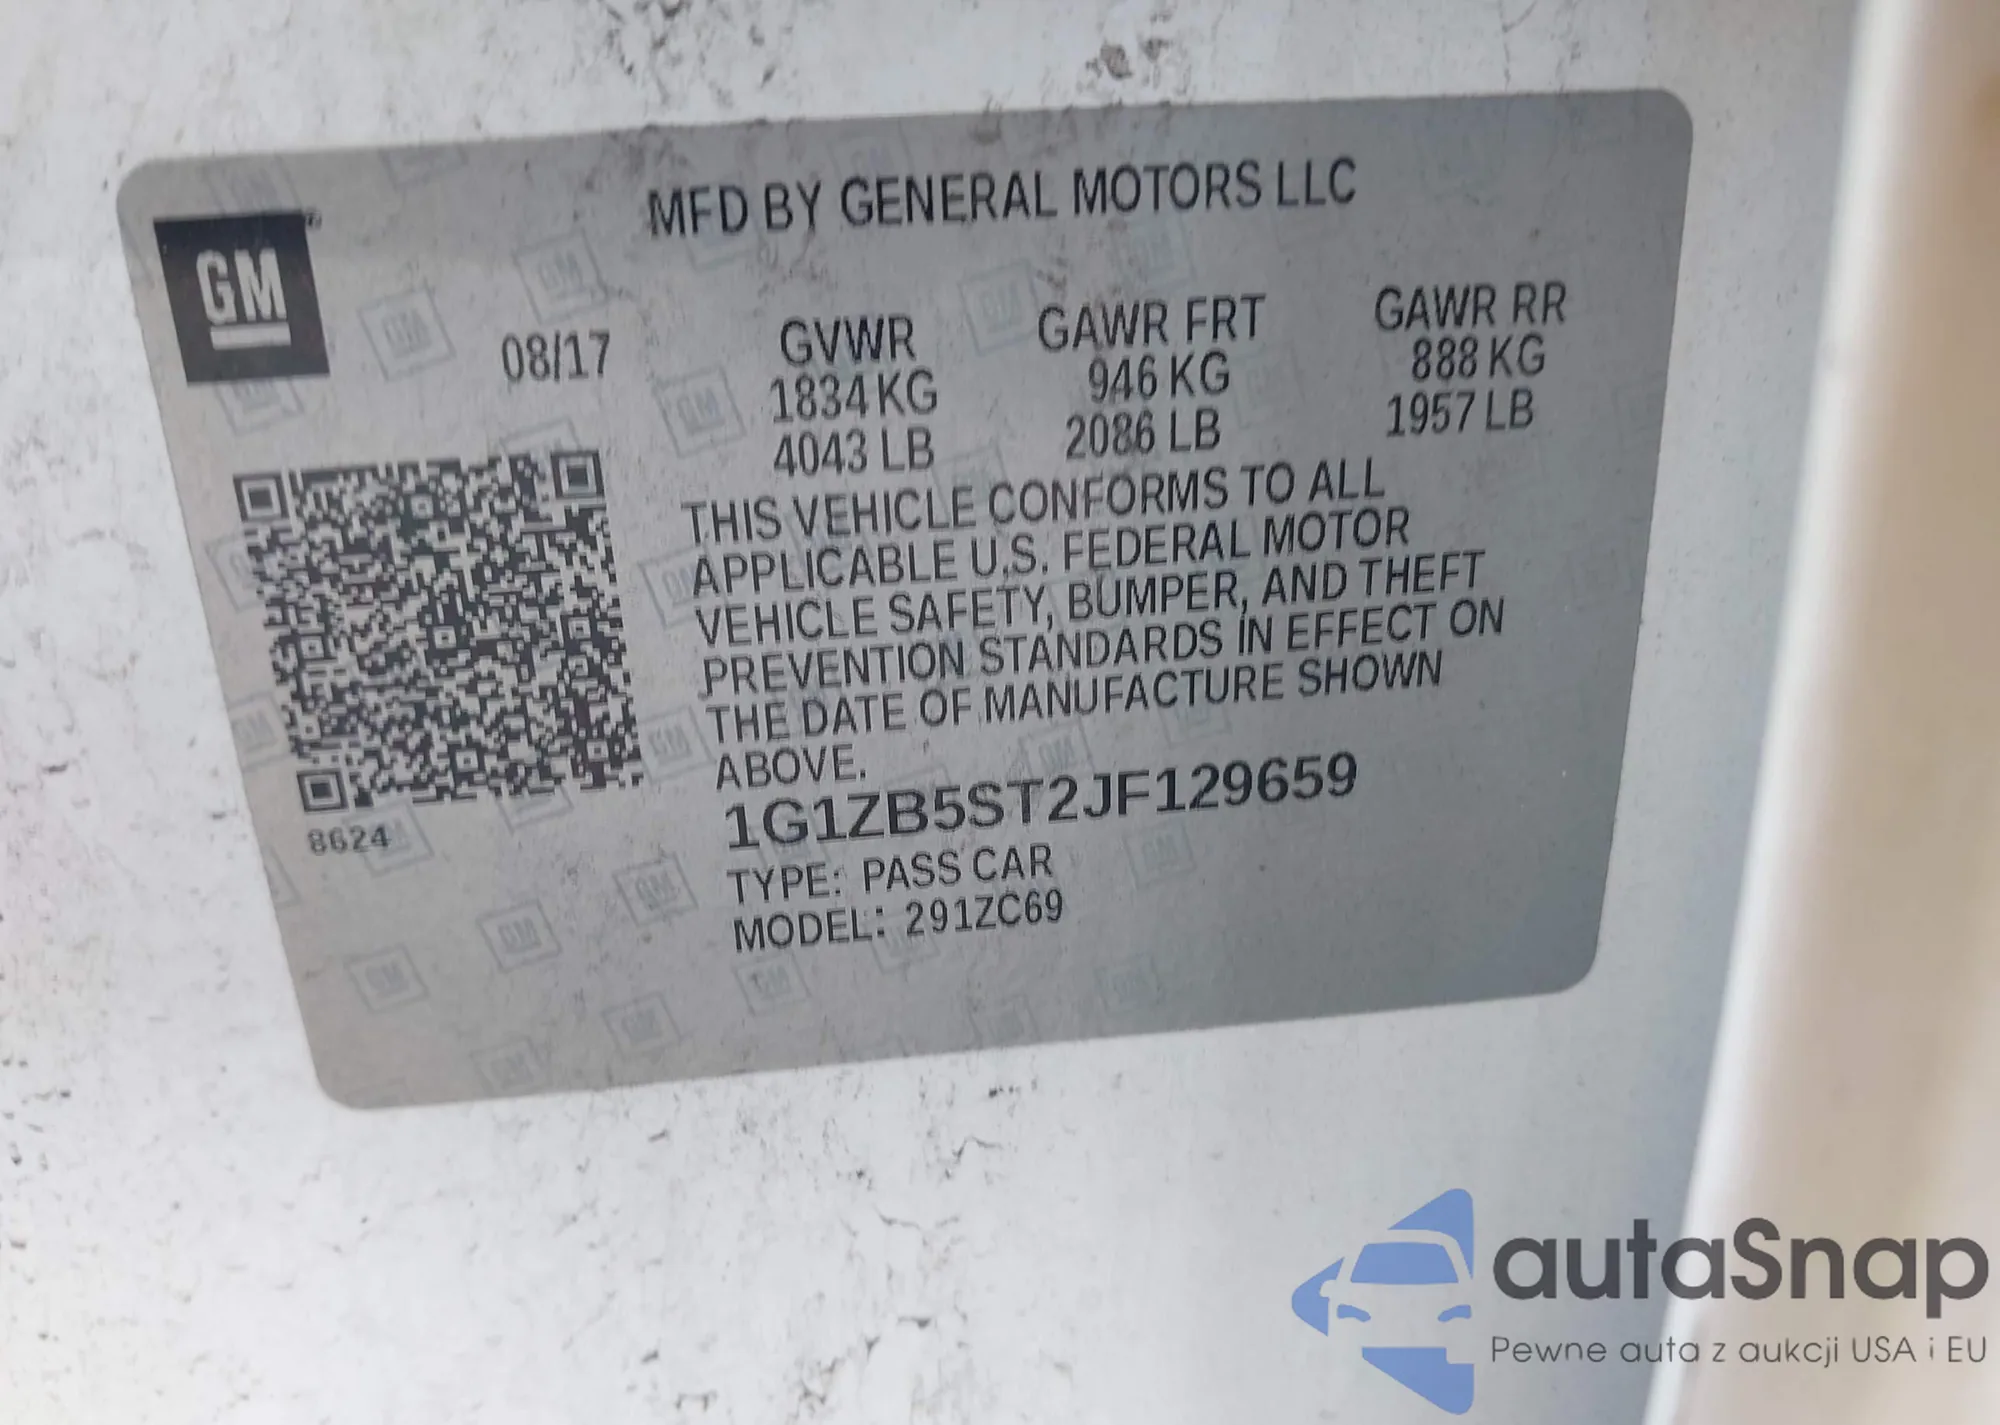 MFD BY GENERAL MOTORS LLC
GM
08/17
GVWR
1834 KG
4043 LB
GAWR FRT
946 KG
2086 LB
GAWR RR
888 KG
1957 LB
THIS VEHICLE CONFORMS TO ALL
APPLICABLE U.S. FEDERAL MOTOR
VEHICLE SAFETY, BUMPER, AND THEFT
PREVENTION STANDARDS IN EFFECT ON
THE DATE OF MANUFACTURE SHOWN
ABOVE.
1G1ZB5ST2JF129659
TYPE: PASS CAR
MODEL: 291ZC69
8624
autaSnap
Pewne auta z aukcji USA i EU